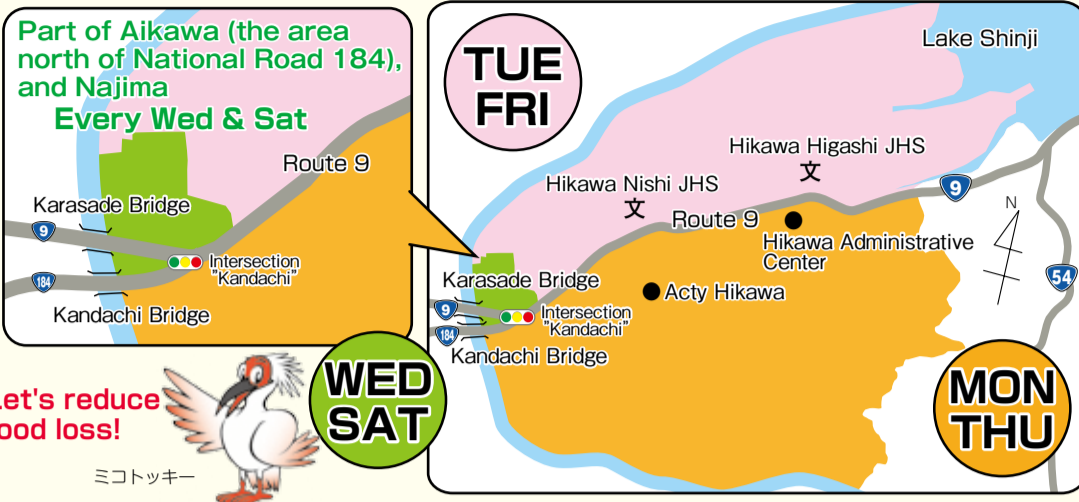 Part of Aikawa (the area
north of National Road 184),
and Najima
Every Wed & Sat
Route 9
Karasade Bridge
9
184
Intersection
"Kandachi"
Kandachi Bridge
TUE
FRI
Lake Shinji
Hikawa Higashi JHS
文
Hikawa Nishi JHS
文
Route 9
9
N
Hikawa Administrative
Center
54
Acty Hikawa
Karasade Bridge
9
184
Intersection
"Kandachi"
Kandachi Bridge
WED
SAT
MON
THU
Let's reduce
ood loss!
ミコトッキー